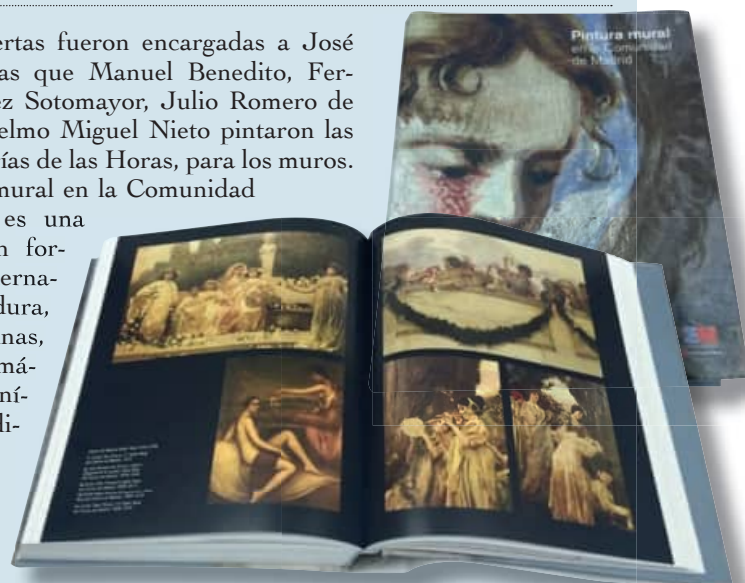 ertas fueron encargadas a José
as que Manuel Benedito, Fer-
ez Sotomayor, Julio Romero de
elmo Miguel Nieto pintaron las
ías de las Horas, para los muros.
mural en la Comunidad
es una
n for-
erna-
dura,
nas,
má-
ní-
di-
Pintura mural
en la Comunidad
de Madrid